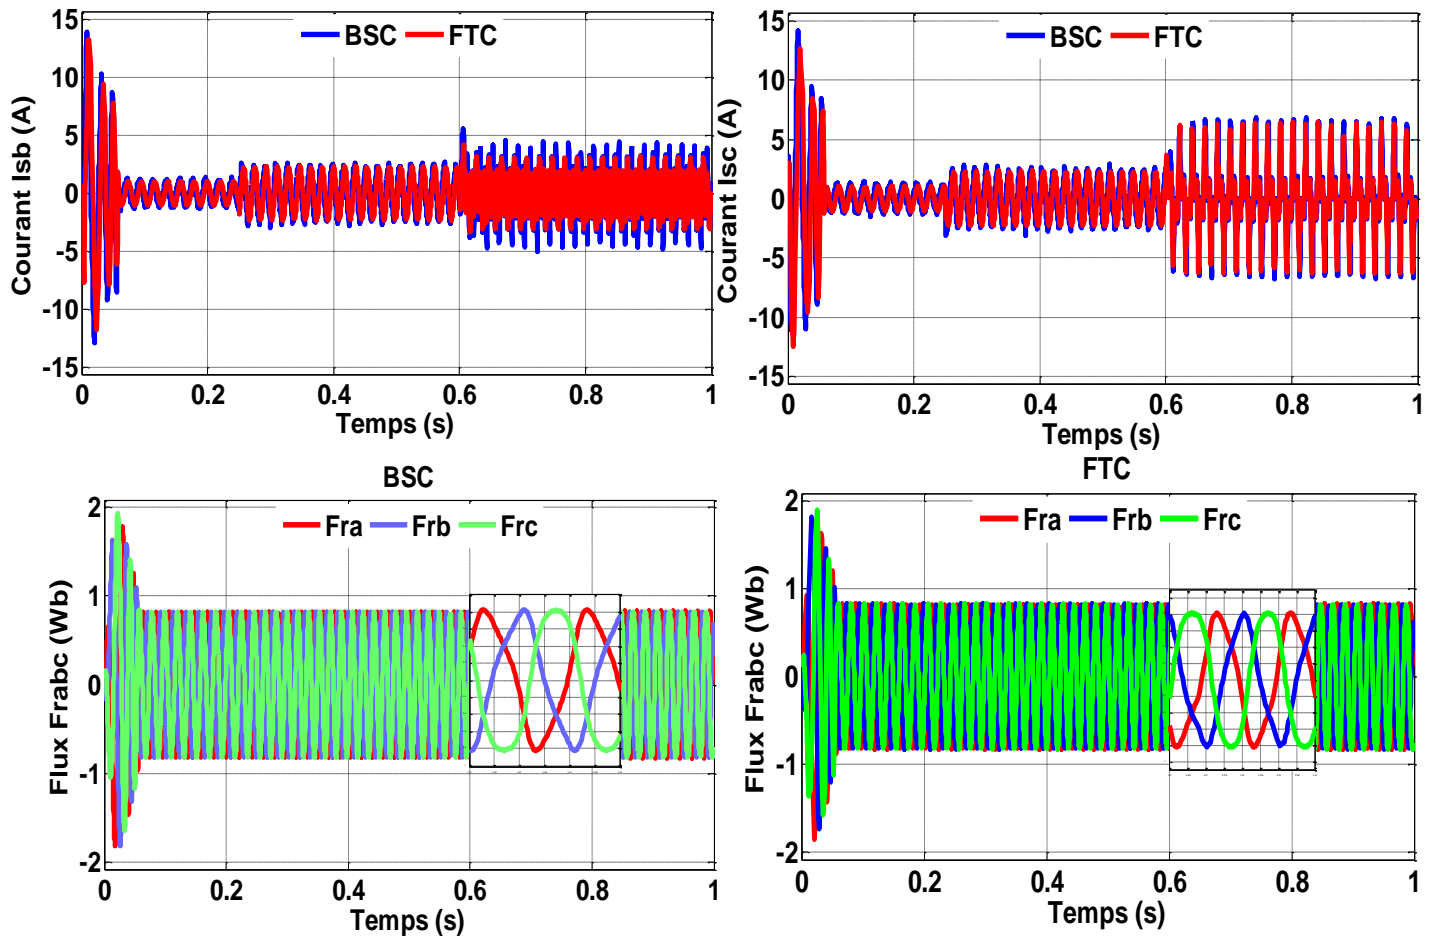 BSC FTC
Courant Isb (A)
15
10
5
0
-5
-10
-15
0 0.2 0.4 0.6 0.8 1
Temps (s)
BSC FTC
Courant Isc (A)
15
10
5
0
-5
-10
-15
0 0.2 0.4 0.6 0.8 1
Temps (s)
BSC
Fra Frb Frc
Flux Frabc (Wb)
2
1
0
-1
-2
0 0.2 0.4 0.6 0.8 1
Temps (s)
FTC
Fra Frb Frc
Flux Frabc (Wb)
2
1
0
-1
-2
0 0.2 0.4 0.6 0.8 1
Temps (s)